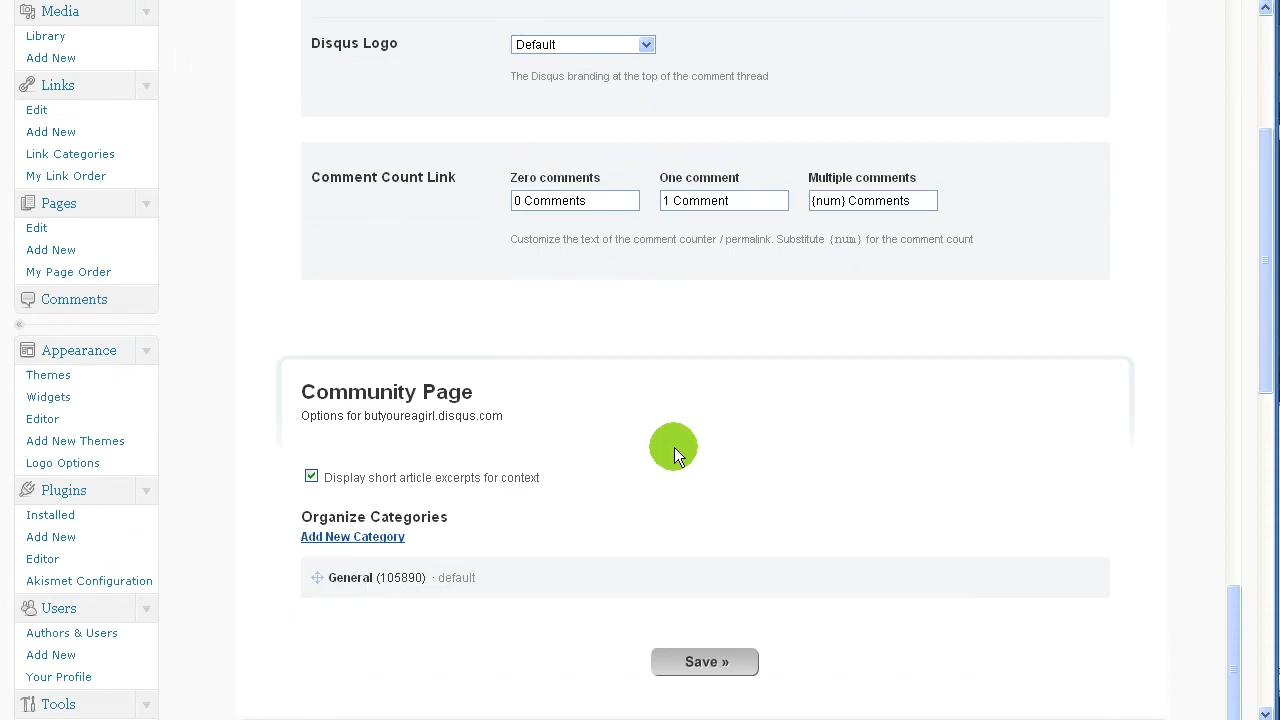 Media
Library
Add New
Links
Edit
Add New
Link Categories
My Link Order
Pages
Edit
Add New
My Page Order
Comments
«
Appearance
Themes
Widgets
Editor
Add New Themes
Logo Options
Plugins
Installed
Add New
Editor
Akismet Configuration
Users
Authors & Users
Add New
Your Profile
Tools
Disqus Logo
Default
The Disqus branding at the top of the comment thread
Comment Count Link
Zero comments One comment Multiple comments
0 Comments 1 Comment {num} Comments
Customize the text of the comment counter / permalink. Substitute {num} for the comment count
Community Page
Options for butyoureagirl.disqus.com
Display short article excerpts for context
Organize Categories
Add New Category
General (105890) · default
Save »